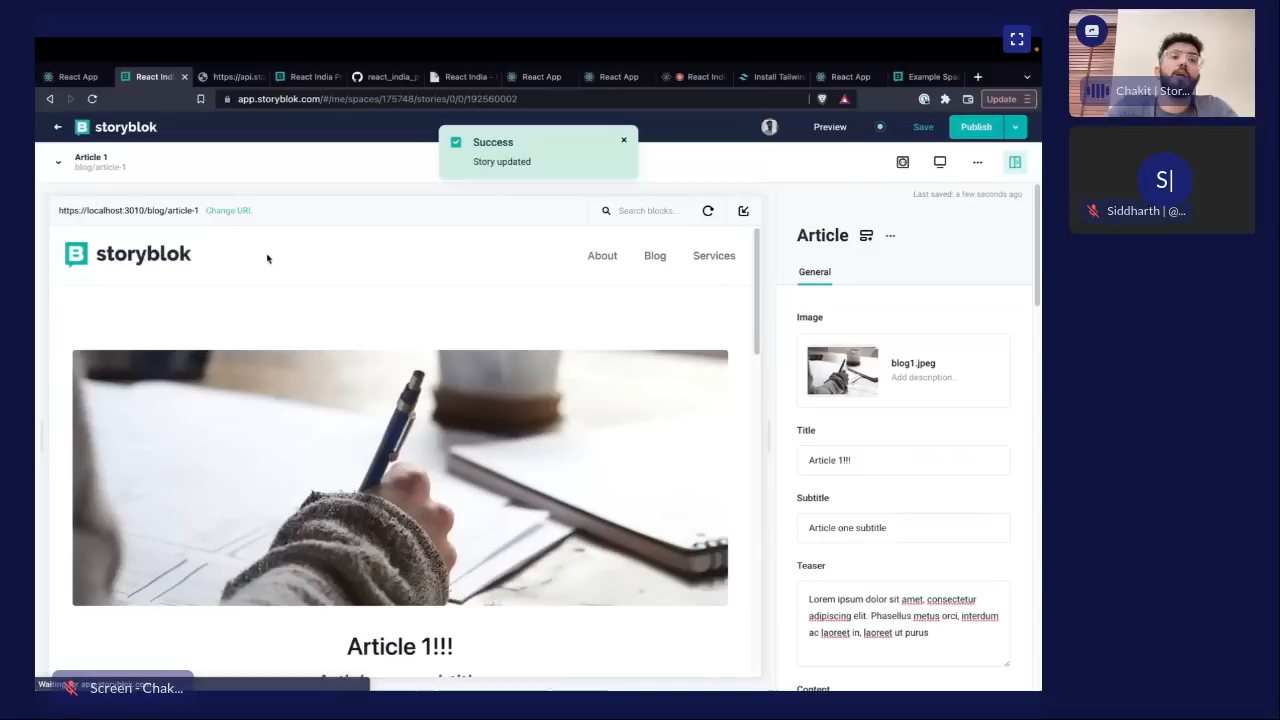 React App
React Indi
https://api.sto
React India P
react_india_p
React India -
React App
React App
React Indi
Install Tailwin
React App
Example Spa
app.storyblok.com/#/me/spaces/175748/stories/0/0/192560002
Update
storyblok
Preview
Save
Publish
Success
Story updated
Article 1
blog/article-1
Last saved: a few seconds ago
https://localhost:3010/blog/article-1 Change URL
Search blocks...
storyblok
About
Blog
Services
Article 1!!!
Article
General
Image
blog1.jpeg
Add description...
Title
Article 1!!!
Subtitle
Article one subtitle
Teaser
Lorem ipsum dolor sit amet, consectetur
adipiscing elit. Phasellus metus orci, interdum
ac laoreet in, laoreet ut purus
Content
Screen - Chak...
Chakit | Stor...
S|
Siddharth | @...